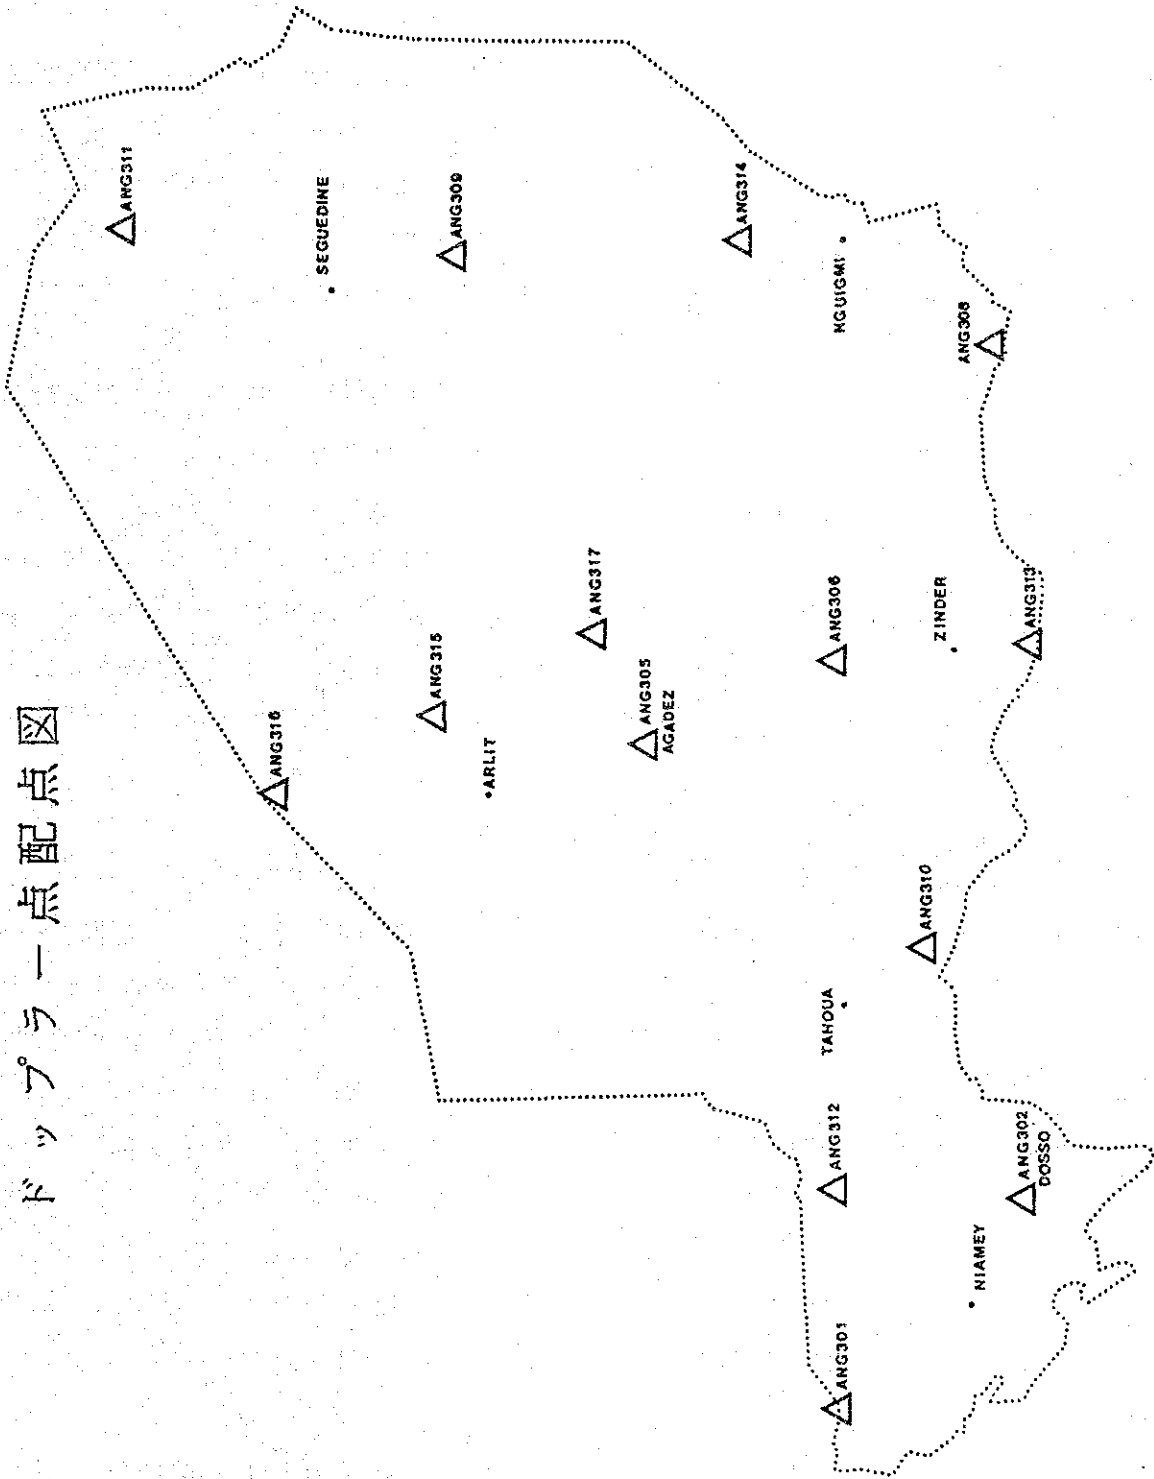 ドップラー点配点図
ANG311
SEGUEDINE
ANG309
ANG314
NGUIGMI
ANG308
ANG316
ANG315
ARLIT
ANG317
ANG305
AGADEZ
ANG306
ZINDER
ANG313
ANG310
TAHOUA
ANG312
ANG302
DOSSO
NIAMEY
ANG301